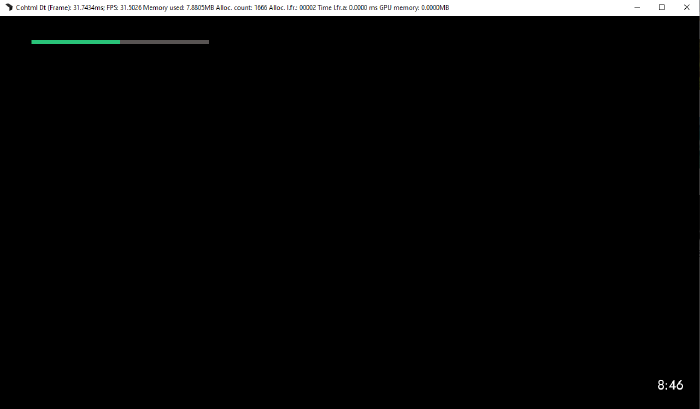 Cohtml Dt (Frame): 31.7434ms; FPS: 31.5026 Memory used: 7.8805MB Alloc. count: 1666 Alloc. l.fr.: 00002 Time l.fr.a: 0.0000 ms GPU memory: 0.0000MB
8:46